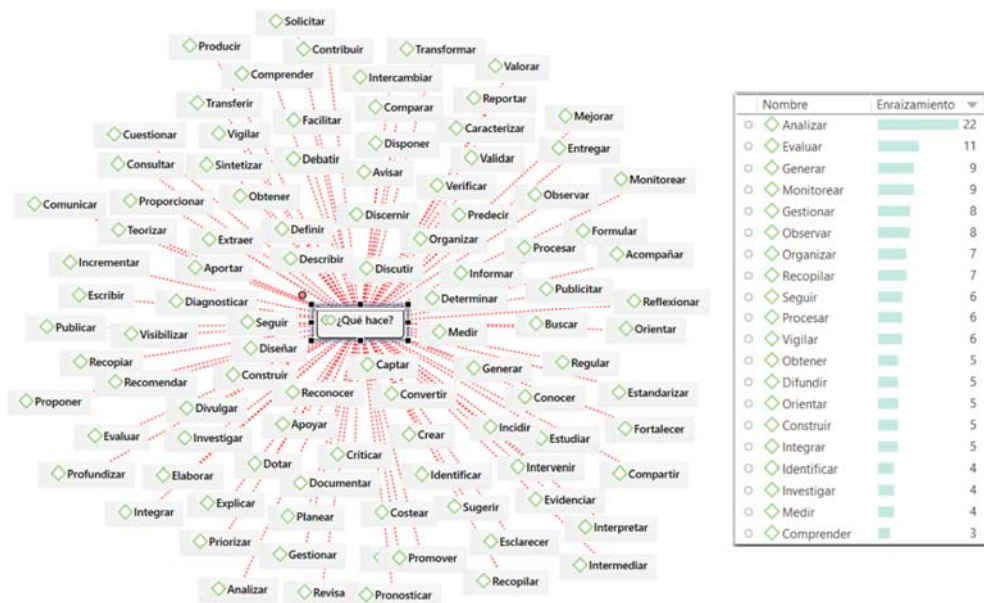 Solicitar
Producir
Contribuir
Transformar
Comprender
Intercambiar
Valorar
Transferir
Comparar
Reportar
Mejorar
Cuestionar
Vigilar
Facilitar
Disponer
Caracterizar
Entregar
Consultar
Sintetizar
Debatir
Avisar
Validar
Monitorear
Comunicar
Proporcionar
Obtener
Verificar
Observar
Teorizar
Extraer
Definir
Discernir
Predecir
Formular
Organizar
Procesar
Acompañar
Incrementar
Aportar
Describir
Discutir
Informar
Publicitar
Escribir
Diagnosticar
Determinar
Reflexionar
Publicar
Visibilizar
Seguir
¿Qué hace?
Medir
Buscar
Orientar
Recopiar
Diseñar
Captar
Generar
Regular
Proponer
Recomendar
Construir
Reconocer
Convertir
Conocer
Estandarizar
Divulgar
Evaluar
Investigar
Apoyar
Crear
Incidir
Estudiar
Fortalecer
Profundizar
Elaborar
Dotar
Criticar
Identificar
Intervenir
Compartir
Documentar
Integrar
Explicar
Planear
Costear
Sugerir
Evidenciar
Interpretar
Priorizar
Gestionar
Promover
Esclarecer
Intermediar
Analizar
Revisa
Pronosticar
Recopilar
Nombre Enraizamiento
Analizar 22
Evaluar 11
Generar 9
Monitorear 9
Gestionar 8
Observar 8
Organizar 7
Recopilar 7
Seguir 6
Procesar 6
Vigilar 6
Obtener 5
Difundir 5
Orientar 5
Construir 5
Integrar 5
Identificar 4
Investigar 4
Medir 4
Comprender 3